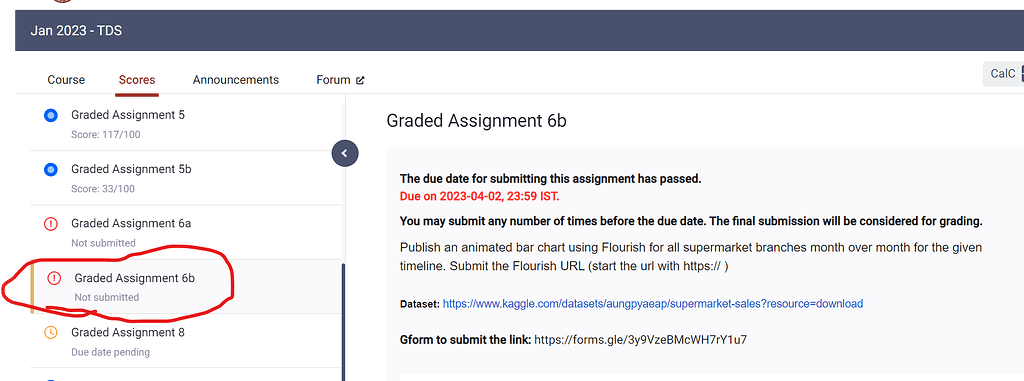 Jan 2023 - TDS
Course
Scores
Announcements
Forum
CalC
Graded Assignment 5
Score: 117/100
Graded Assignment 5b
Score: 33/100
Graded Assignment 6a
Not submitted
Graded Assignment 6b
Not submitted
Graded Assignment 8
Due date pending
Graded Assignment 6b
The due date for submitting this assignment has passed.
Due on 2023-04-02, 23:59 IST.
You may submit any number of times before the due date. The final submission will be considered for grading.
Publish an animated bar chart using Flourish for all supermarket branches month over month for the given
timeline. Submit the Flourish URL (start the url with https:// )
Dataset: https://www.kaggle.com/datasets/aungpyaeap/supermarket-sales?resource=download
Gform to submit the link: https://forms.gle/3y9VzeBMcWH7rY1u7